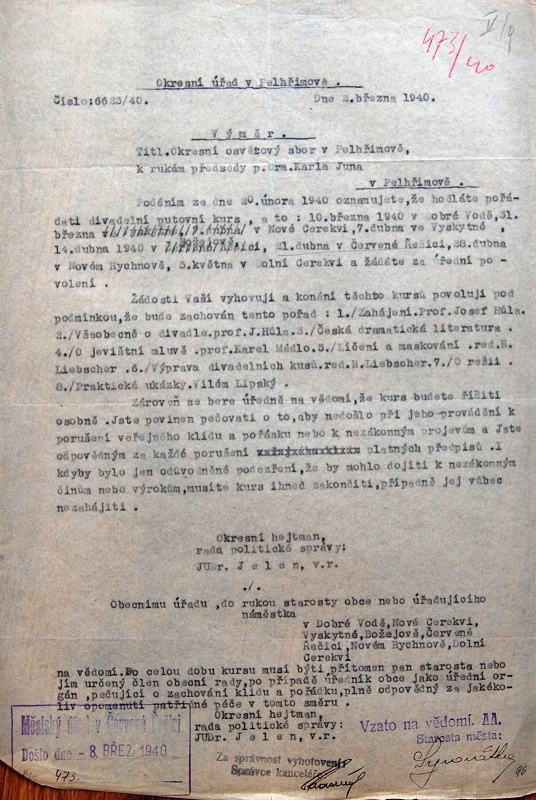 V/9
473/40
Okresní úřad v Pelhřimově .
Číslo:6623/40. Dne 2.března 1940.
V ý m ě r .
Titl.Okresní osvětový sbor v Pelhřimově,
k rukám předsedy p.Dra.Karla Juna
v Pelhřimově .
Podáním ze dne 20.února 1940 oznamujete,že hodláte pořá-
dati divadelní putovní kurs , a to : 10.března 1940 v Dobré Vodě,31.
března v Nové Cerekvi,7.dubna ve Vyskytné ,
14.dubna 1940 v Božejově, 21.dubna v Červené Řečici, 28.dubna
v Novém Rychnově, 5.května v Dolní Cerekvi a žádáte za úřední po -
volení .
Žádosti Vaší vyhovuji a konání těchto kursů povoluji pod
podmínkou,že bude zachován tento pořad : 1./Zahájení.Prof.Josef Hůla.
2./Všeobecně o divadle.prof.J.Hůla.3./Česká dramatická literatura .
4./O jevištní mluvě .prof.Karel Mádlo.5./Líčení a maskování .red.R.
Liebscher .6./Výprava divadelních kusů.red.R.Liebscher.7./O režii .
8./Praktické ukázky.Vilém Lipský .
Zároveň se bere úředně na vědomí,že kurs budete říditi
osobně .Jste povinen pečovati o to,aby nedošlo při jeho provádění k
porušení veřejného klidu a pořádku nebo k nezákonným projevům a Jste
odpovědným za každé porušení platných předpisů .I
kdyby bylo jen odůvodněné podezření,že by mohlo dojíti k nezákonným
činům nebo výrokům,musíte kurs ihned zakončiti,případně jej vůbec
nezahájiti .
Okresní hejtman,
rada politické správy:
JUDr. J e l e n, v.r.
./.
Obecnímu úřadu ,do rukou starosty obce nebo úřadujícího
náměstka
v Dobré Vodě,Nové Cerekvi,
Vyskytné,Božejově,Červené
Řečici,Novém Rychnově,Dolní
Cerekvi
na vědomí.Po celou dobu kursu musí býti přítomen pan starosta nebo
jím určený člen obecní rady,po případě úředník obce jako úřední or-
gán ,pečující o zachování klidu a pořádku,plně odpovědný za jakéko-
liv opomenutí patřičné péče v tomto směru .
Okresní hejtman,
rada politické správy:
JUDr. J e l e n, v.r.
Městský úřad v Červené Řečici
Došlo dne - 8. BŘEZ. 1940
473.
Za správnost vyhotovení
Správce kanceláře
Vzato na vědomí. AA.
Starosta města: